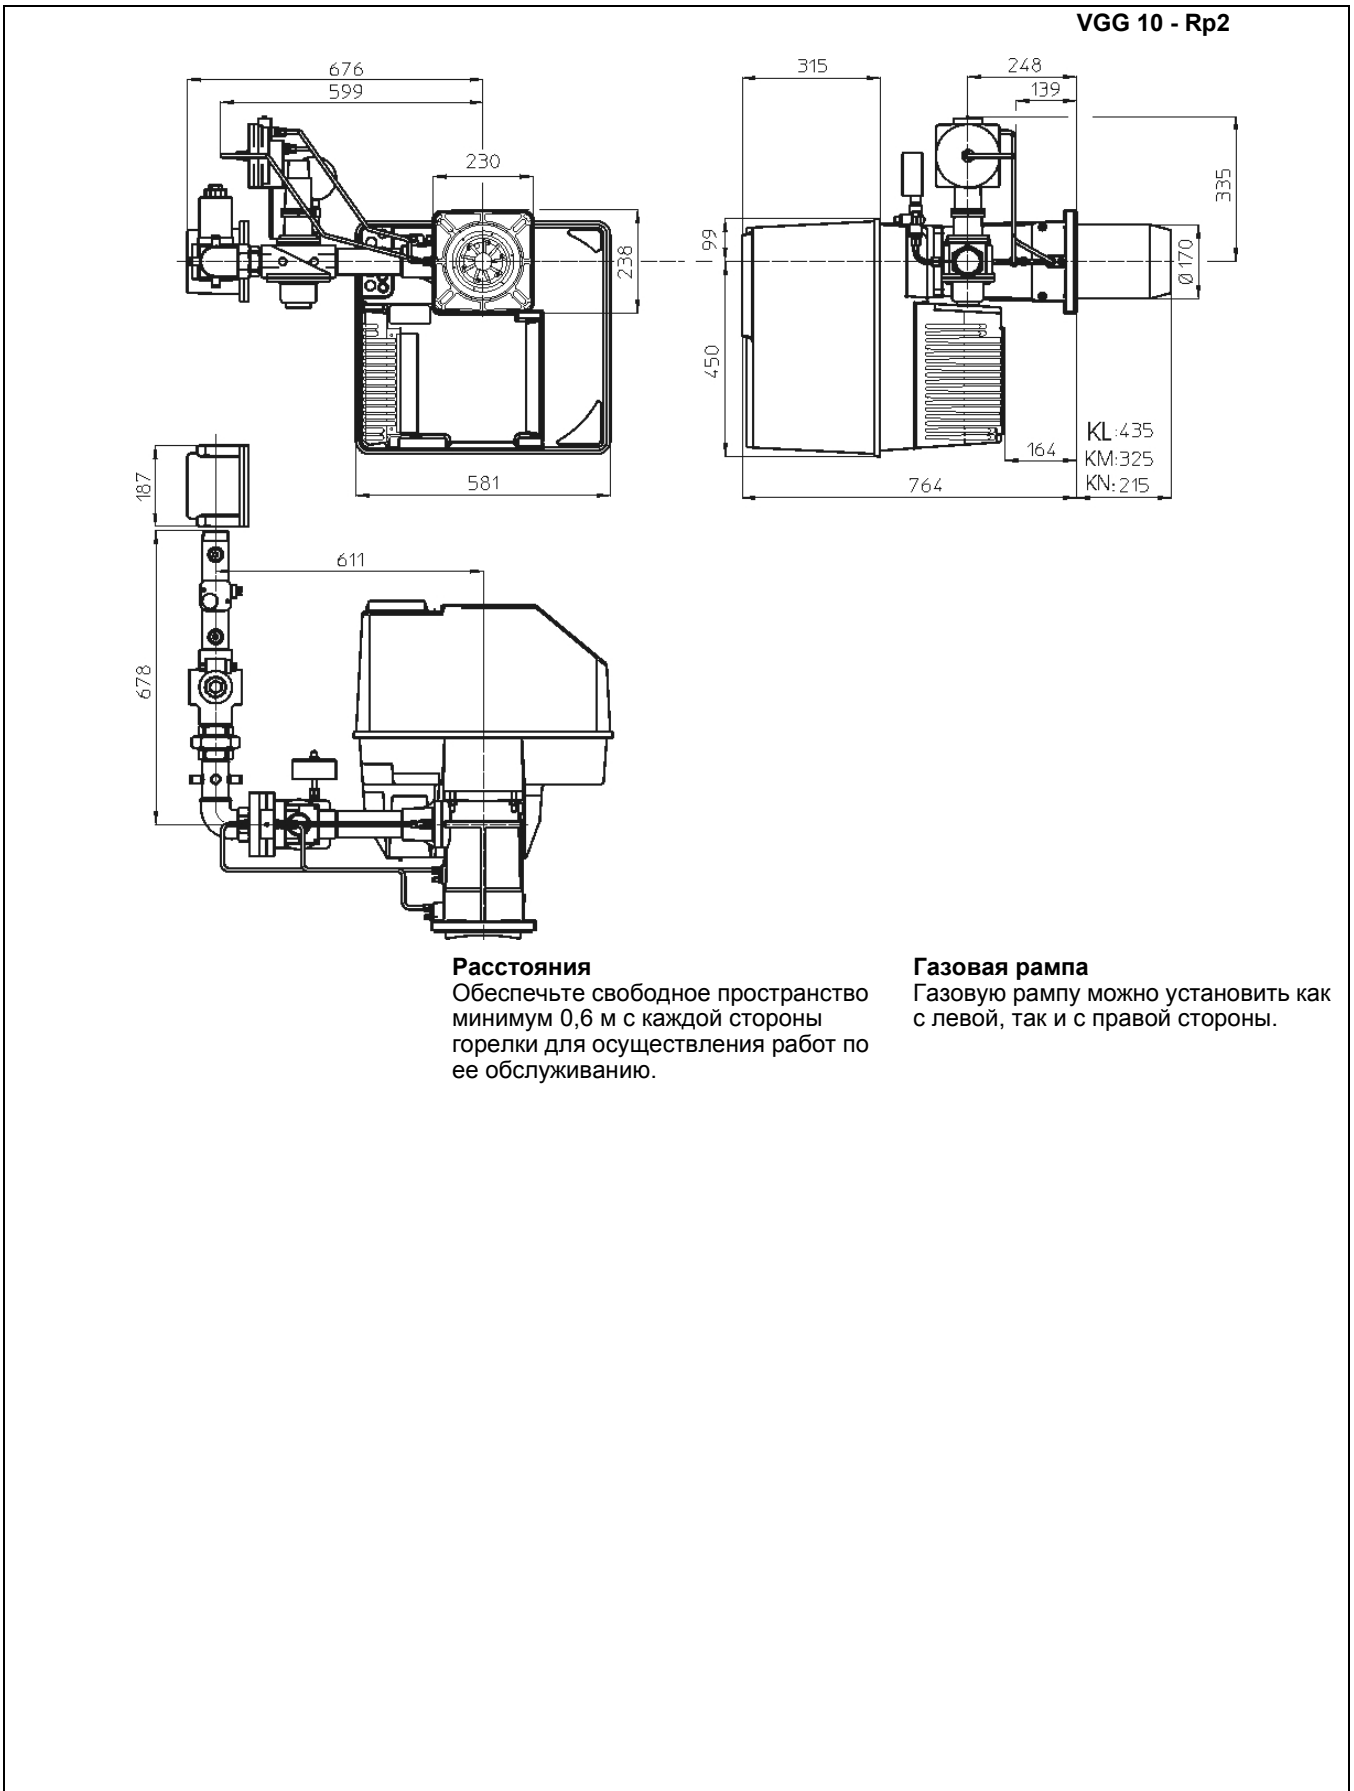 VGG 10 - Rp2
676
599
230
238
581
315
248
139
335
99
Ø170
450
164
764
KL:435
KM:325
KN:215
187
611
678
Расстояния
Обеспечьте свободное пространство
минимум 0,6 м с каждой стороны
горелки для осуществления работ по
ее обслуживанию.
Газовая рампа
Газовую рампу можно установить как
с левой, так и с правой стороны.